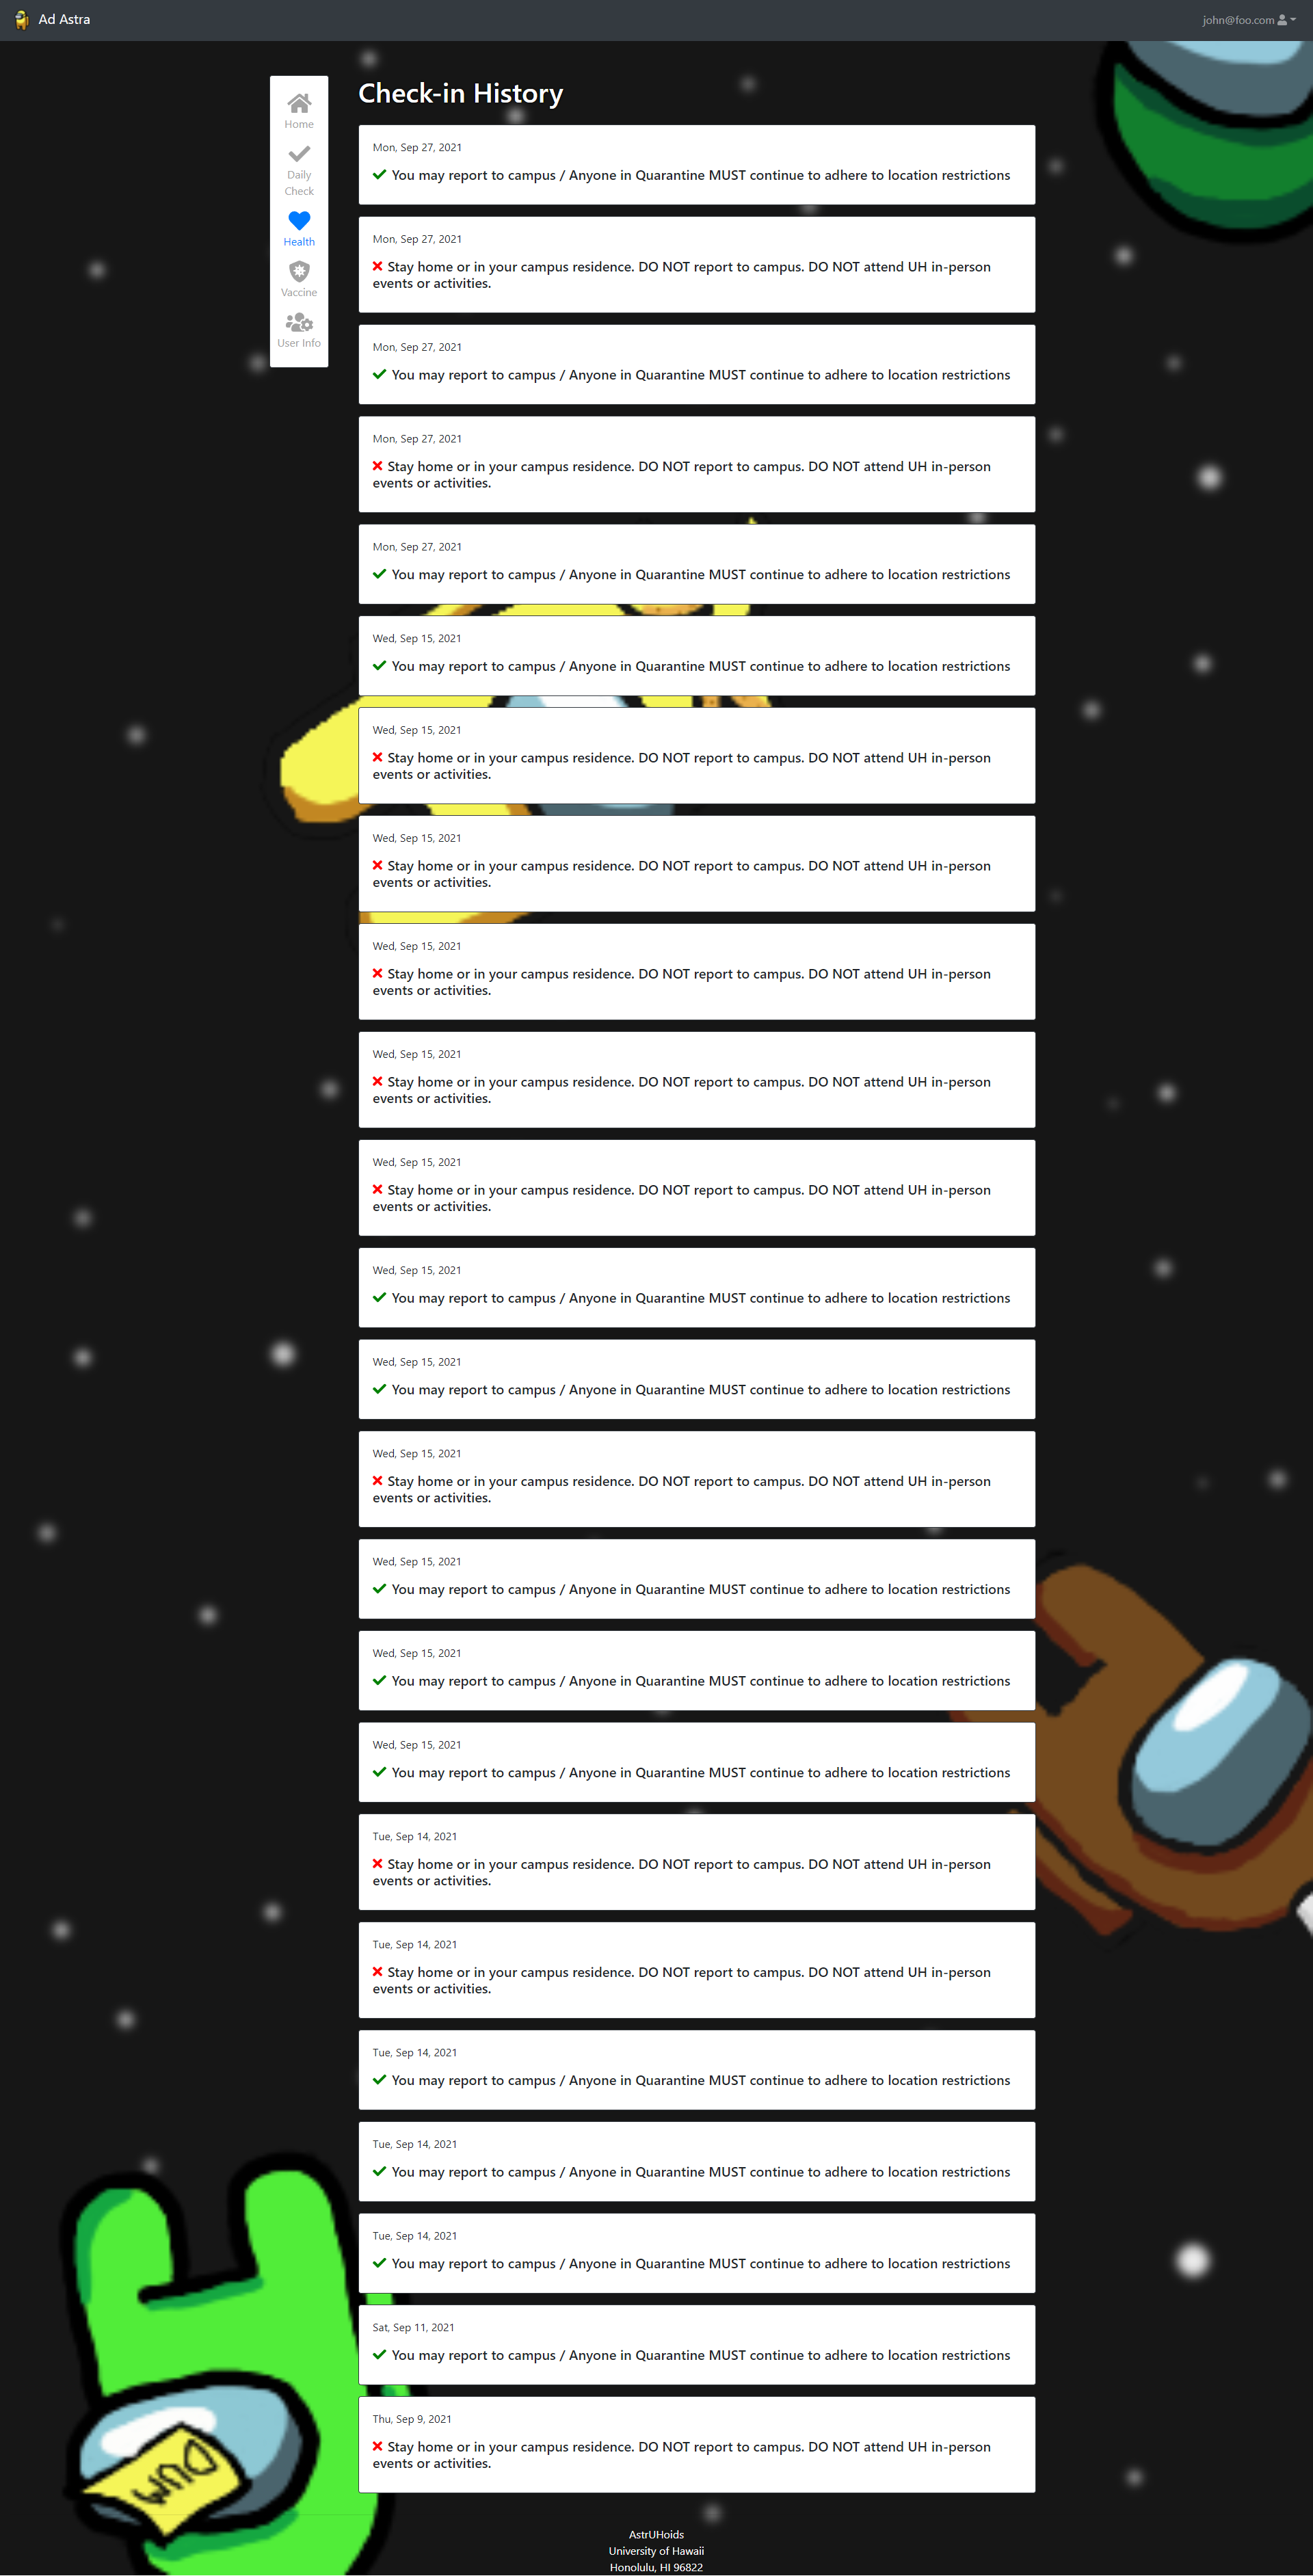 Ad Astra
john@foo.com
Home
Daily
Check
Health
Vaccine
User Info
Check-in History
Mon, Sep 27, 2021
You may report to campus / Anyone in Quarantine MUST continue to adhere to location restrictions
Mon, Sep 27, 2021
Stay home or in your campus residence. DO NOT report to campus. DO NOT attend UH in-person
events or activities.
Mon, Sep 27, 2021
You may report to campus / Anyone in Quarantine MUST continue to adhere to location restrictions
Mon, Sep 27, 2021
Stay home or in your campus residence. DO NOT report to campus. DO NOT attend UH in-person
events or activities.
Mon, Sep 27, 2021
You may report to campus / Anyone in Quarantine MUST continue to adhere to location restrictions
Wed, Sep 15, 2021
You may report to campus / Anyone in Quarantine MUST continue to adhere to location restrictions
Wed, Sep 15, 2021
Stay home or in your campus residence. DO NOT report to campus. DO NOT attend UH in-person
events or activities.
Wed, Sep 15, 2021
Stay home or in your campus residence. DO NOT report to campus. DO NOT attend UH in-person
events or activities.
Wed, Sep 15, 2021
Stay home or in your campus residence. DO NOT report to campus. DO NOT attend UH in-person
events or activities.
Wed, Sep 15, 2021
Stay home or in your campus residence. DO NOT report to campus. DO NOT attend UH in-person
events or activities.
Wed, Sep 15, 2021
Stay home or in your campus residence. DO NOT report to campus. DO NOT attend UH in-person
events or activities.
Wed, Sep 15, 2021
You may report to campus / Anyone in Quarantine MUST continue to adhere to location restrictions
Wed, Sep 15, 2021
You may report to campus / Anyone in Quarantine MUST continue to adhere to location restrictions
Wed, Sep 15, 2021
Stay home or in your campus residence. DO NOT report to campus. DO NOT attend UH in-person
events or activities.
Wed, Sep 15, 2021
You may report to campus / Anyone in Quarantine MUST continue to adhere to location restrictions
Wed, Sep 15, 2021
You may report to campus / Anyone in Quarantine MUST continue to adhere to location restrictions
Wed, Sep 15, 2021
You may report to campus / Anyone in Quarantine MUST continue to adhere to location restrictions
Tue, Sep 14, 2021
Stay home or in your campus residence. DO NOT report to campus. DO NOT attend UH in-person
events or activities.
Tue, Sep 14, 2021
Stay home or in your campus residence. DO NOT report to campus. DO NOT attend UH in-person
events or activities.
Tue, Sep 14, 2021
You may report to campus / Anyone in Quarantine MUST continue to adhere to location restrictions
Tue, Sep 14, 2021
You may report to campus / Anyone in Quarantine MUST continue to adhere to location restrictions
Tue, Sep 14, 2021
You may report to campus / Anyone in Quarantine MUST continue to adhere to location restrictions
Sat, Sep 11, 2021
You may report to campus / Anyone in Quarantine MUST continue to adhere to location restrictions
Thu, Sep 9, 2021
Stay home or in your campus residence. DO NOT report to campus. DO NOT attend UH in-person
events or activities.
DUM
AstrUHoids
University of Hawaii
Honolulu, HI 96822